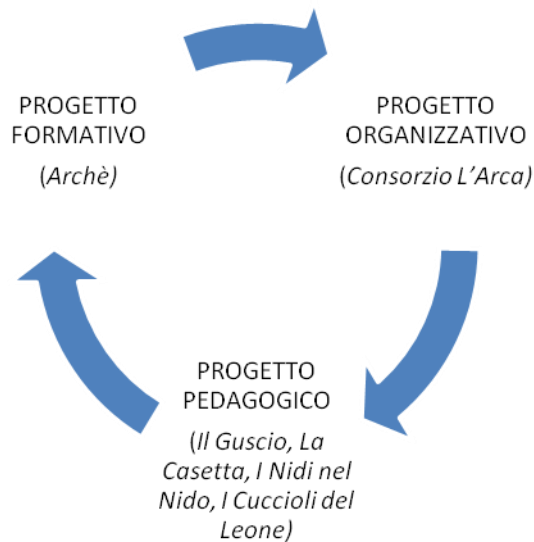 PROGETTO
FORMATIVO
(Archè)
PROGETTO
ORGANIZZATIVO
(Consorzio L'Arca)
PROGETTO
PEDAGOGICO
(Il Guscio, La
Casetta, I Nidi nel
Nido, I Cuccioli del
Leone)